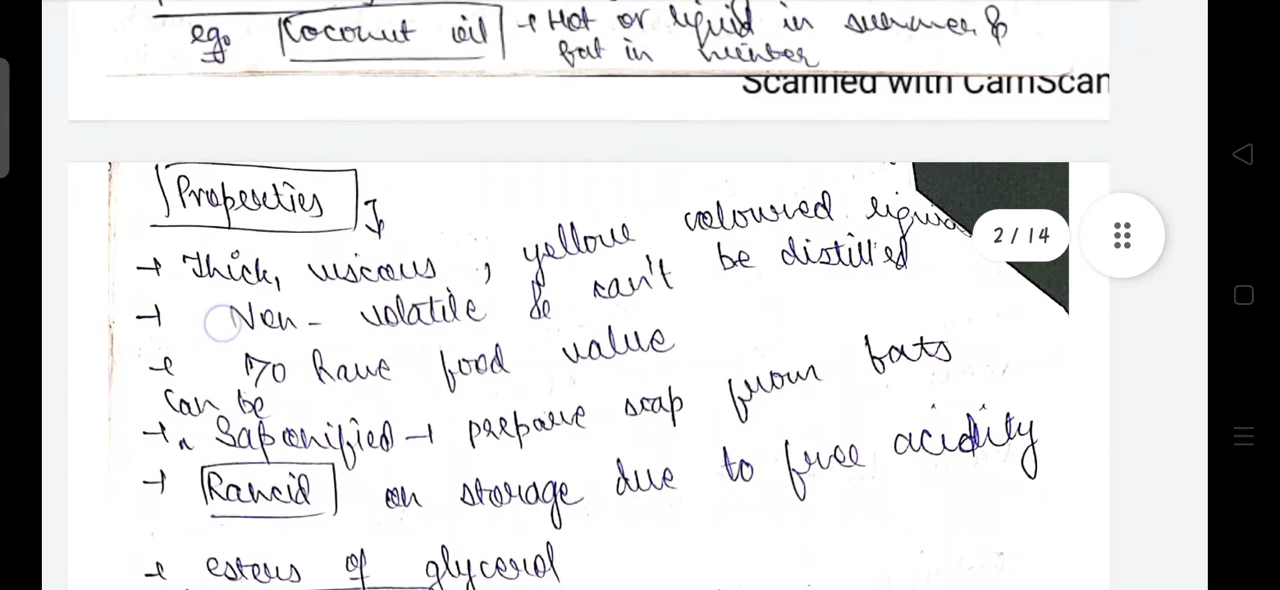 eg. Coconut oil → Hot or liquid in summer &
fat in winter
Scanned with CamScan
Properties
→ Thick, viscous, yellow coloured liquid
2 / 14
→ Non-volatile & can't be distilled
→ To have food value
can be
→ Saponified → prepare soap from fats
→ Rancid on storage due to free acidity
→ esters of glycerol